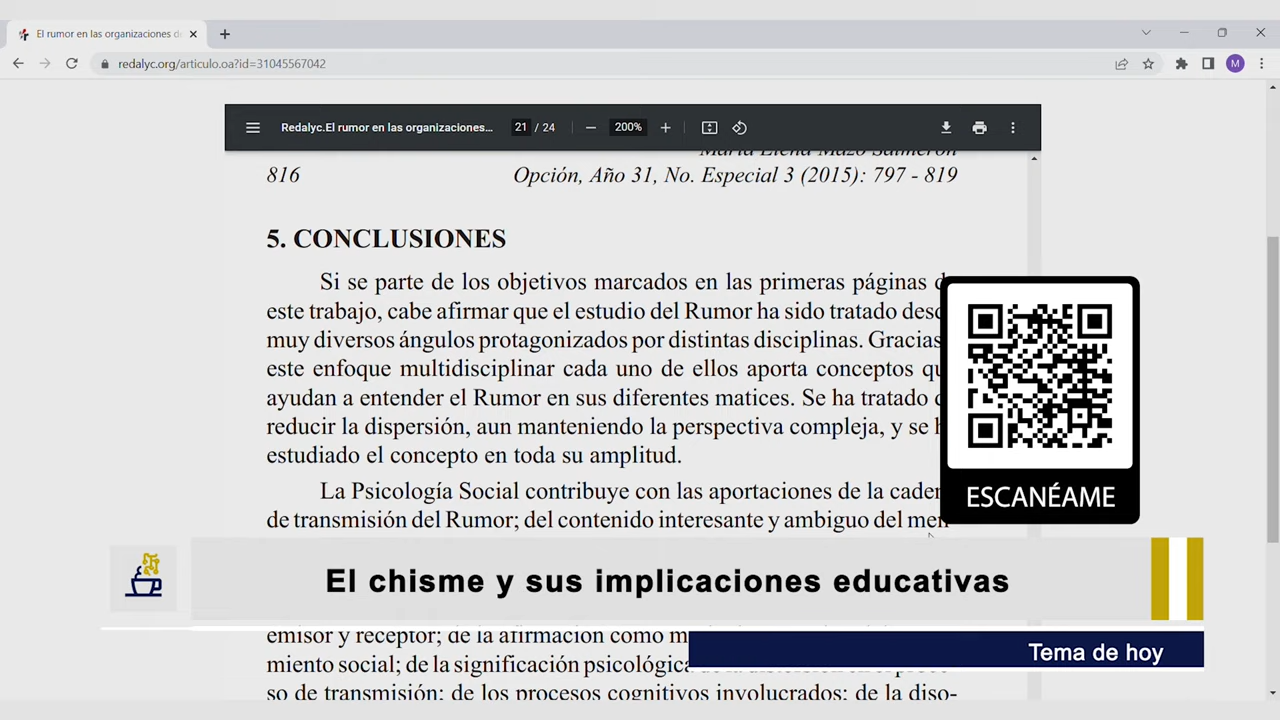 El rumor en las organizaciones d
redalyc.org/articulo.oa?id=31045567042
M
Redalyc.El rumor en las organizaciones...
21 / 24
200%
María Elena Mazo Salmerón
816
Opción, Año 31, No. Especial 3 (2015): 797 - 819
5. CONCLUSIONES
Si se parte de los objetivos marcados en las primeras páginas d
este trabajo, cabe afirmar que el estudio del Rumor ha sido tratado desd
muy diversos ángulos protagonizados por distintas disciplinas. Gracias
este enfoque multidisciplinar cada uno de ellos aporta conceptos qu
ayudan a entender el Rumor en sus diferentes matices. Se ha tratado d
reducir la dispersión, aun manteniendo la perspectiva compleja, y se h
estudiado el concepto en toda su amplitud.
La Psicología Social contribuye con las aportaciones de la caden
de transmisión del Rumor; del contenido interesante y ambiguo del men
ESCANÉAME
El chisme y sus implicaciones educativas
emisor y receptor; de la afirmación como m
Tema de hoy
miento social; de la significación psicológica
so de transmisión; de los procesos cognitivos involucrados; de la diso-